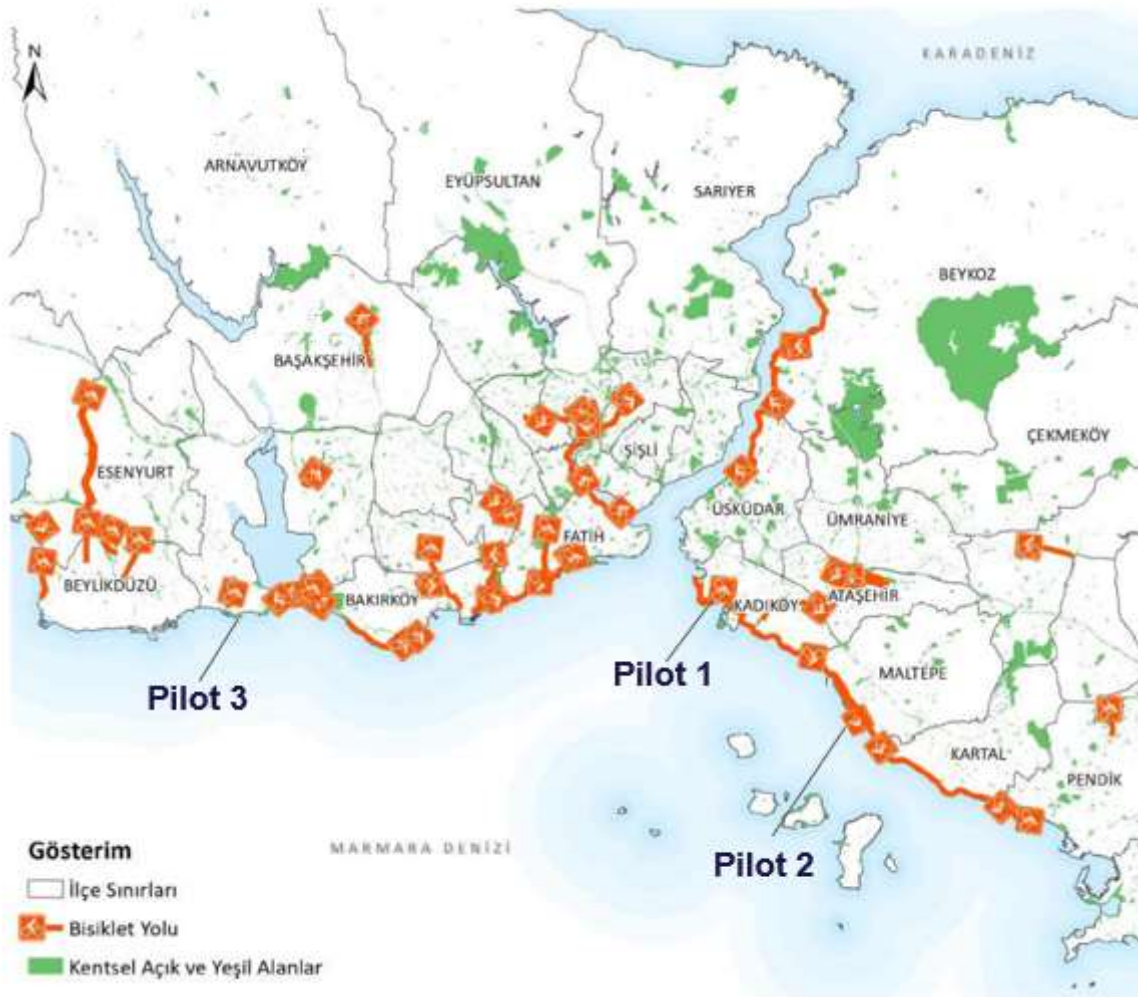 KARADENİZ
N
ARNAVUTKÖY
EYÜPSULTAN
SARIYER
BEYKOZ
BAŞAKŞEHİR
ÇEKMEKÖY
ŞİŞLİ
ESENYURT
ÜSKÜDAR
ÜMRANİYE
FATİH
BEYLİKDÜZÜ
BAKIRKÖY
KADIKÖY
ATAŞEHİR
Pilot 1
MALTEPE
Pilot 3
KARTAL
PENDİK
Gösterim
MARMARA DENİZİ
Pilot 2
İlçe Sınırları
Bisiklet Yolu
Kentsel Açık ve Yeşil Alanlar